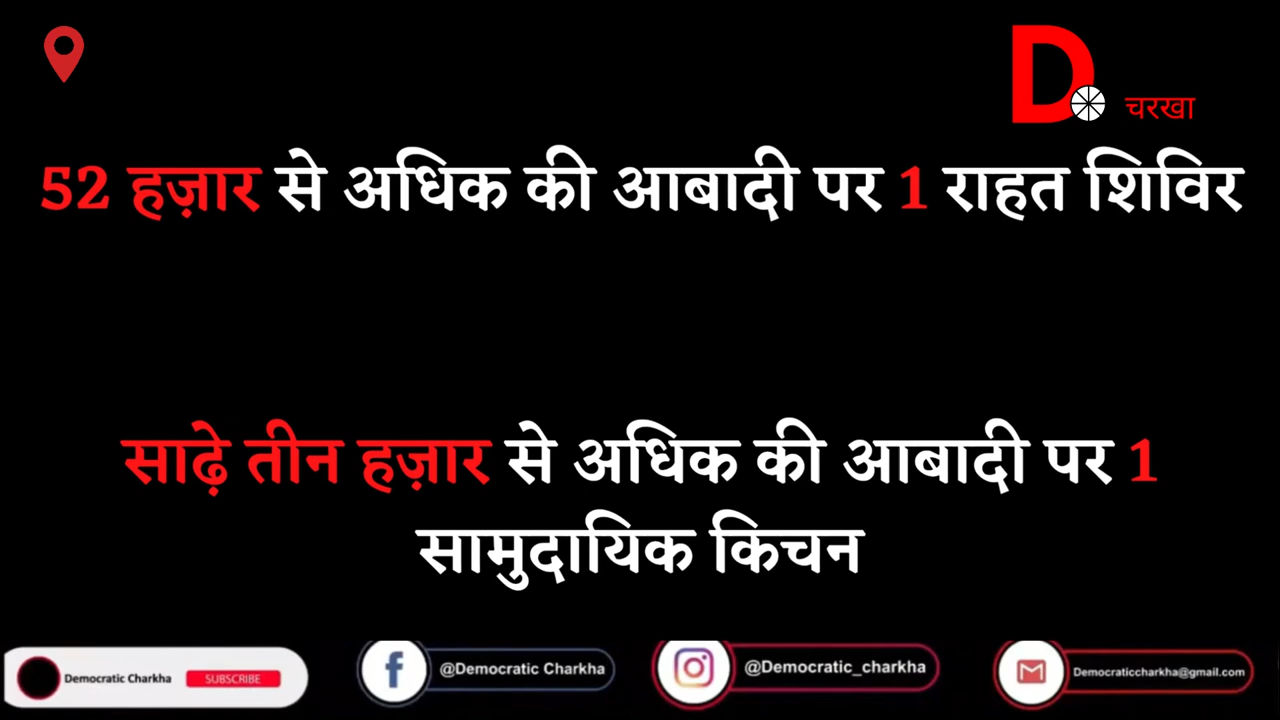 D
चरखा
52 हज़ार से अधिक की आबादी पर 1 राहत शिविर
साढ़े तीन हज़ार से अधिक की आबादी पर 1
सामुदायिक किचन
Democratic Charkha SUBSCRIBE @Democratic Charkha @Democratic_charkha Democraticcharkha@gmail.com